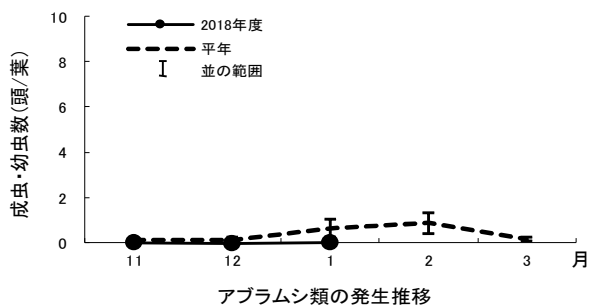 2018年度
平年
並の範囲
成虫・幼虫数(頭/葉)
10
8
6
4
2
0
11 12 1 2 3 月
アブラムシ類の発生推移